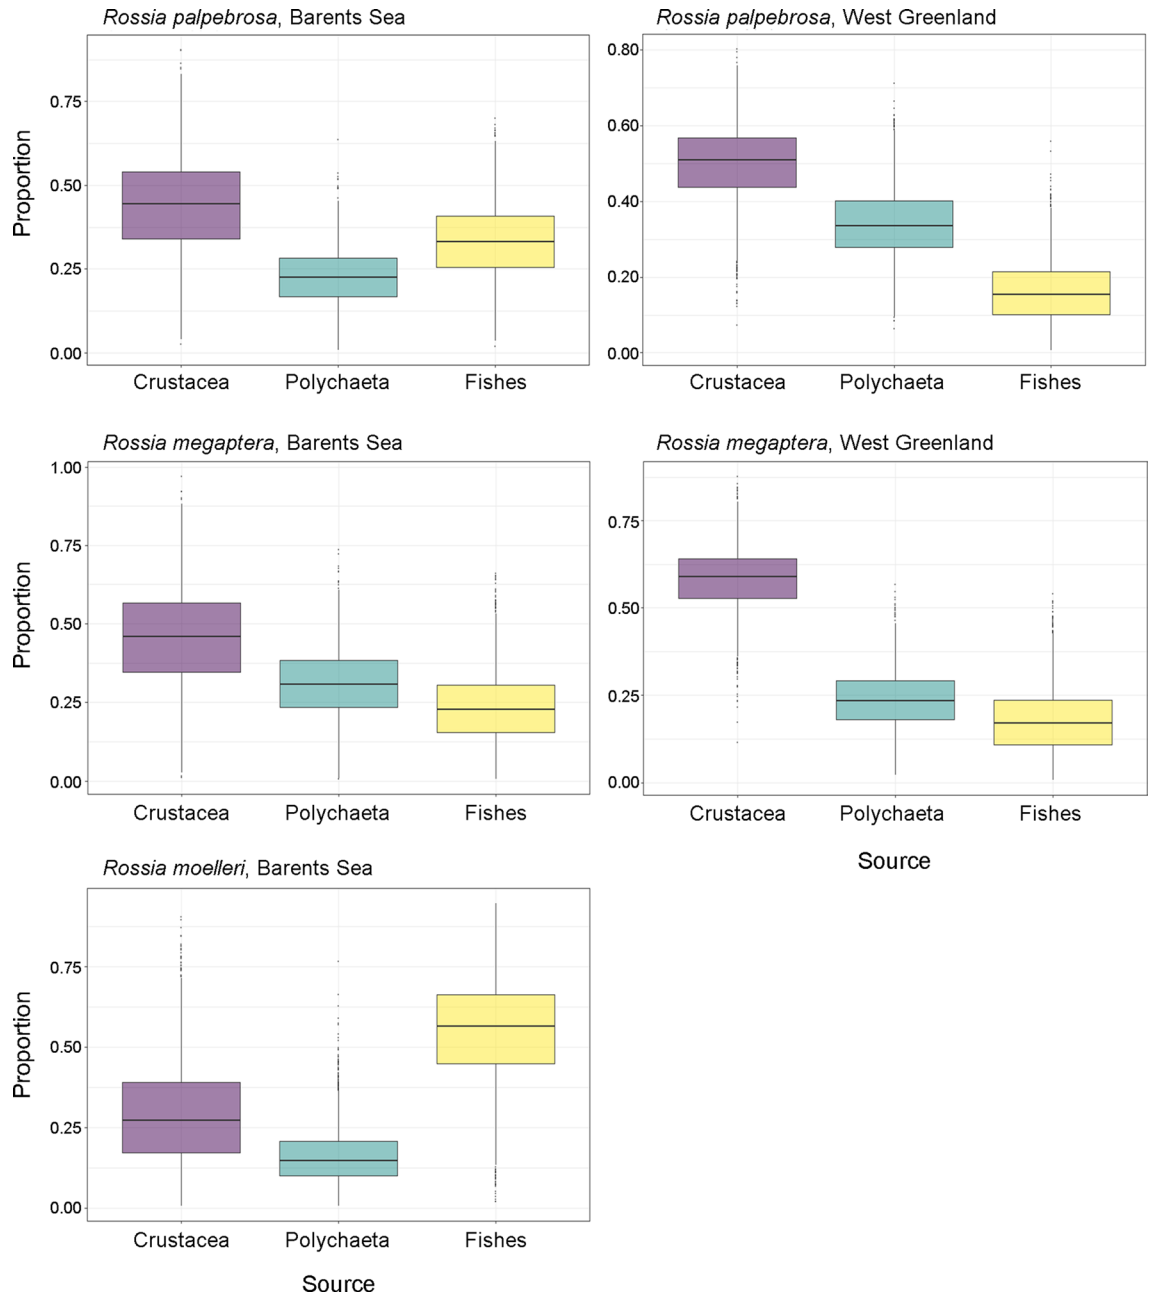 Rossia palpebrosa, Barents Sea
Proportion
0.75
0.50
0.25
0.00
Crustacea Polychaeta Fishes
Rossia palpebrosa, West Greenland
0.80
0.60
0.40
0.20
0.00
Crustacea Polychaeta Fishes
Rossia megaptera, Barents Sea
Proportion
1.00
0.75
0.50
0.25
0.00
Crustacea Polychaeta Fishes
Rossia megaptera, West Greenland
0.75
0.50
0.25
0.00
Crustacea Polychaeta Fishes
Source
Rossia moelleri, Barents Sea
Proportion
0.75
0.50
0.25
0.00
Crustacea Polychaeta Fishes
Source